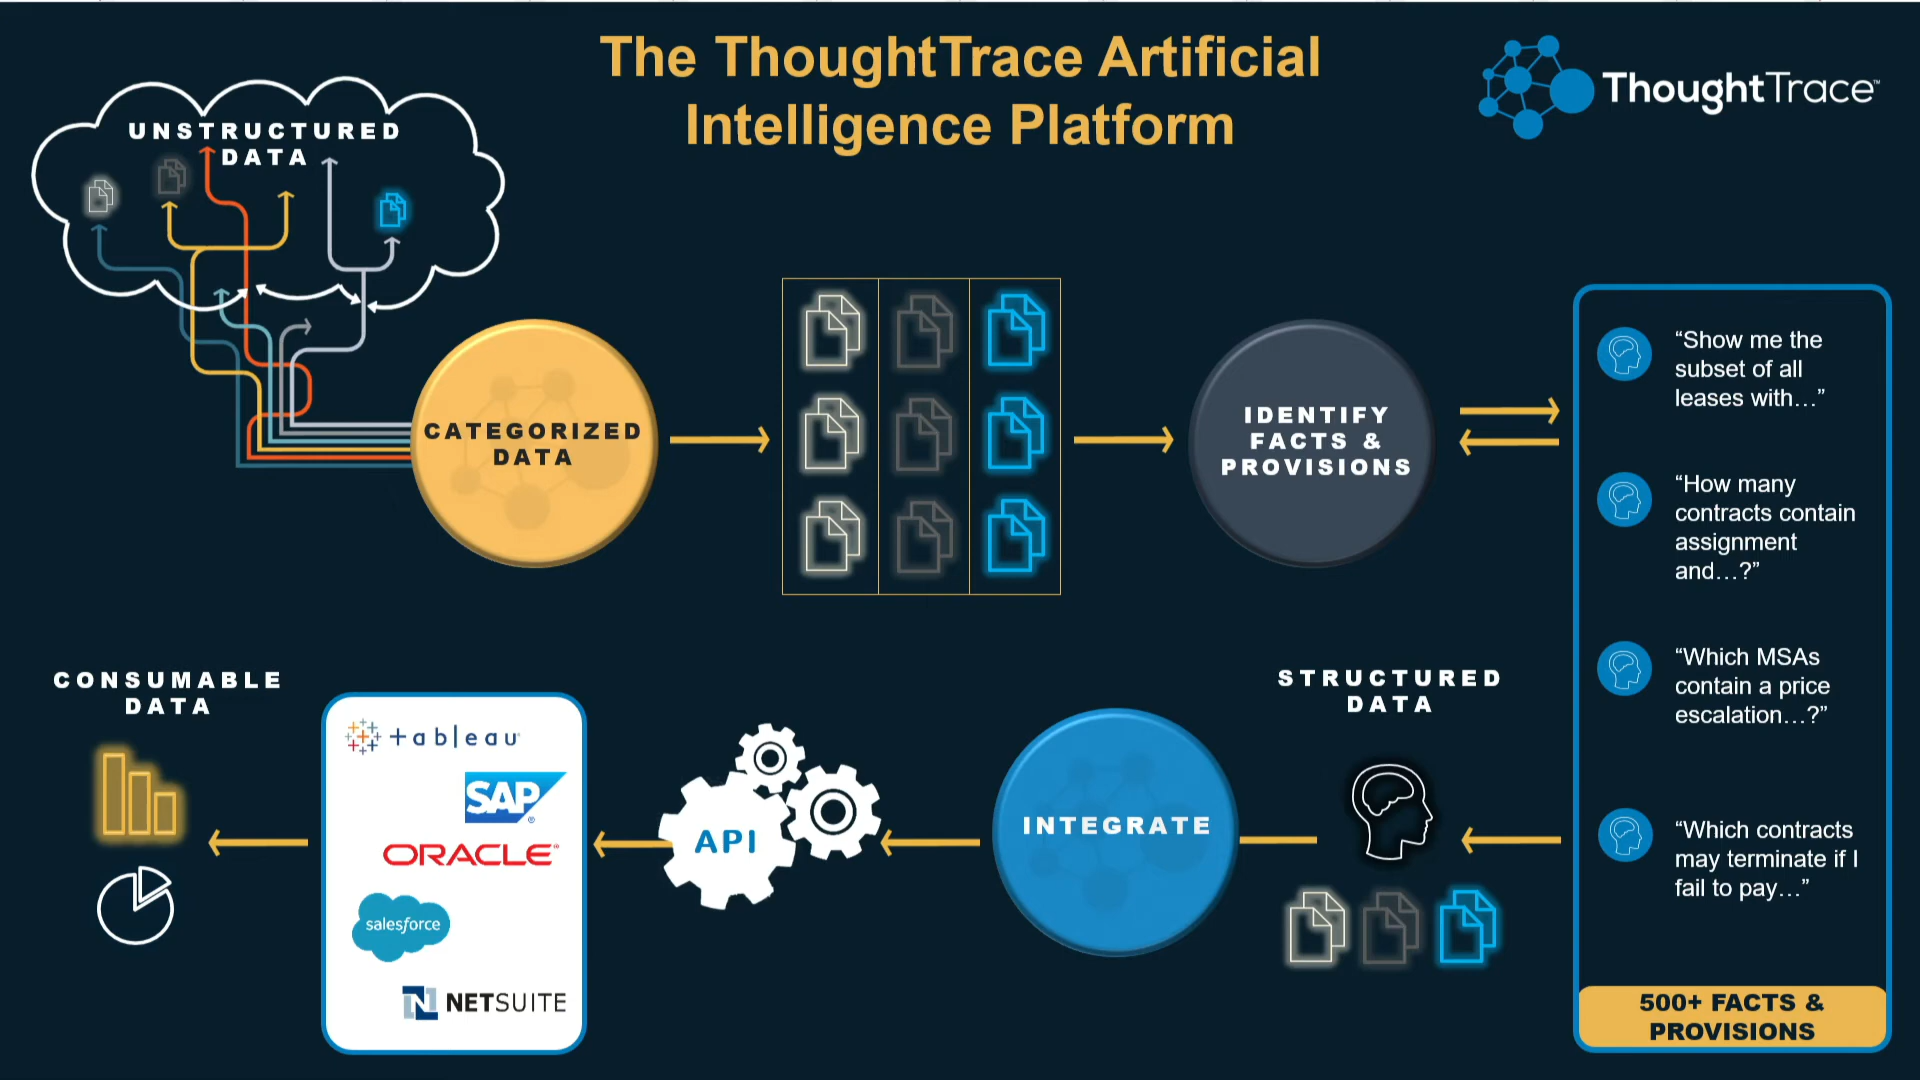 The ThoughtTrace Artificial
Intelligence Platform
ThoughtTrace™
UNSTRUCTURED
DATA
CATEGORIZED
DATA
IDENTIFY
FACTS &
PROVISIONS
“Show me the
subset of all
leases with…”
“How many
contracts contain
assignment
and…?”
“Which MSAs
contain a price
escalation…?”
“Which contracts
may terminate if I
fail to pay…”
500+ FACTS &
PROVISIONS
STRUCTURED
DATA
INTEGRATE
API
+ableau
SAP®
ORACLE
salesforce
NETSUITE
CONSUMABLE
DATA